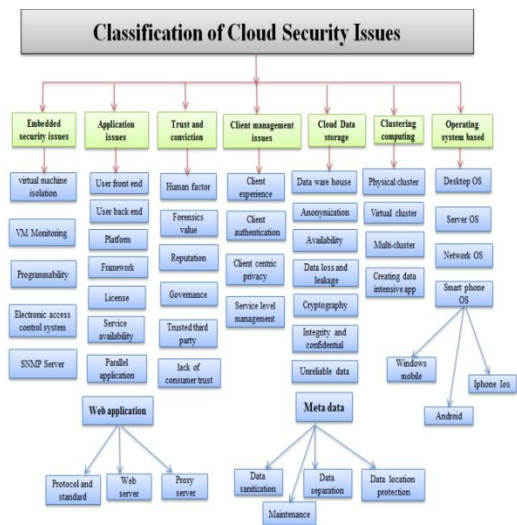 Classification of Cloud Security Issues
Embedded
security issues
Application
issues
Trust and
conviction
Client management
issues
Cloud Data
storage
Clustering
computing
Operating
system based
virtual machine
isolation
VM Monitoring
Programmability
Electronic access
control system
SNMP Server
User front end
User back end
Platform
Framework
License
Service
availability
Parallel
application
Human factor
Forensics
value
Reputation
Governance
Trusted third
party
lack of
consumer trust
Client
experience
Client
authentication
Client centric
privacy
Service level
management
Data ware house
Anonymization
Availability
Data loss and
leakage
Cryptography
Integrity and
confidential
Unreliable data
Physical cluster
Virtual cluster
Multi-cluster
Creating data
intensive app
Desktop OS
Server OS
Network OS
Smart phone
OS
Windows
mobile
Android
Iphone Ios
Web application
Protocol and
standard
Web
server
Proxy
server
Meta data
Data
sanitization
Maintenance
Data
separation
Data location
protection